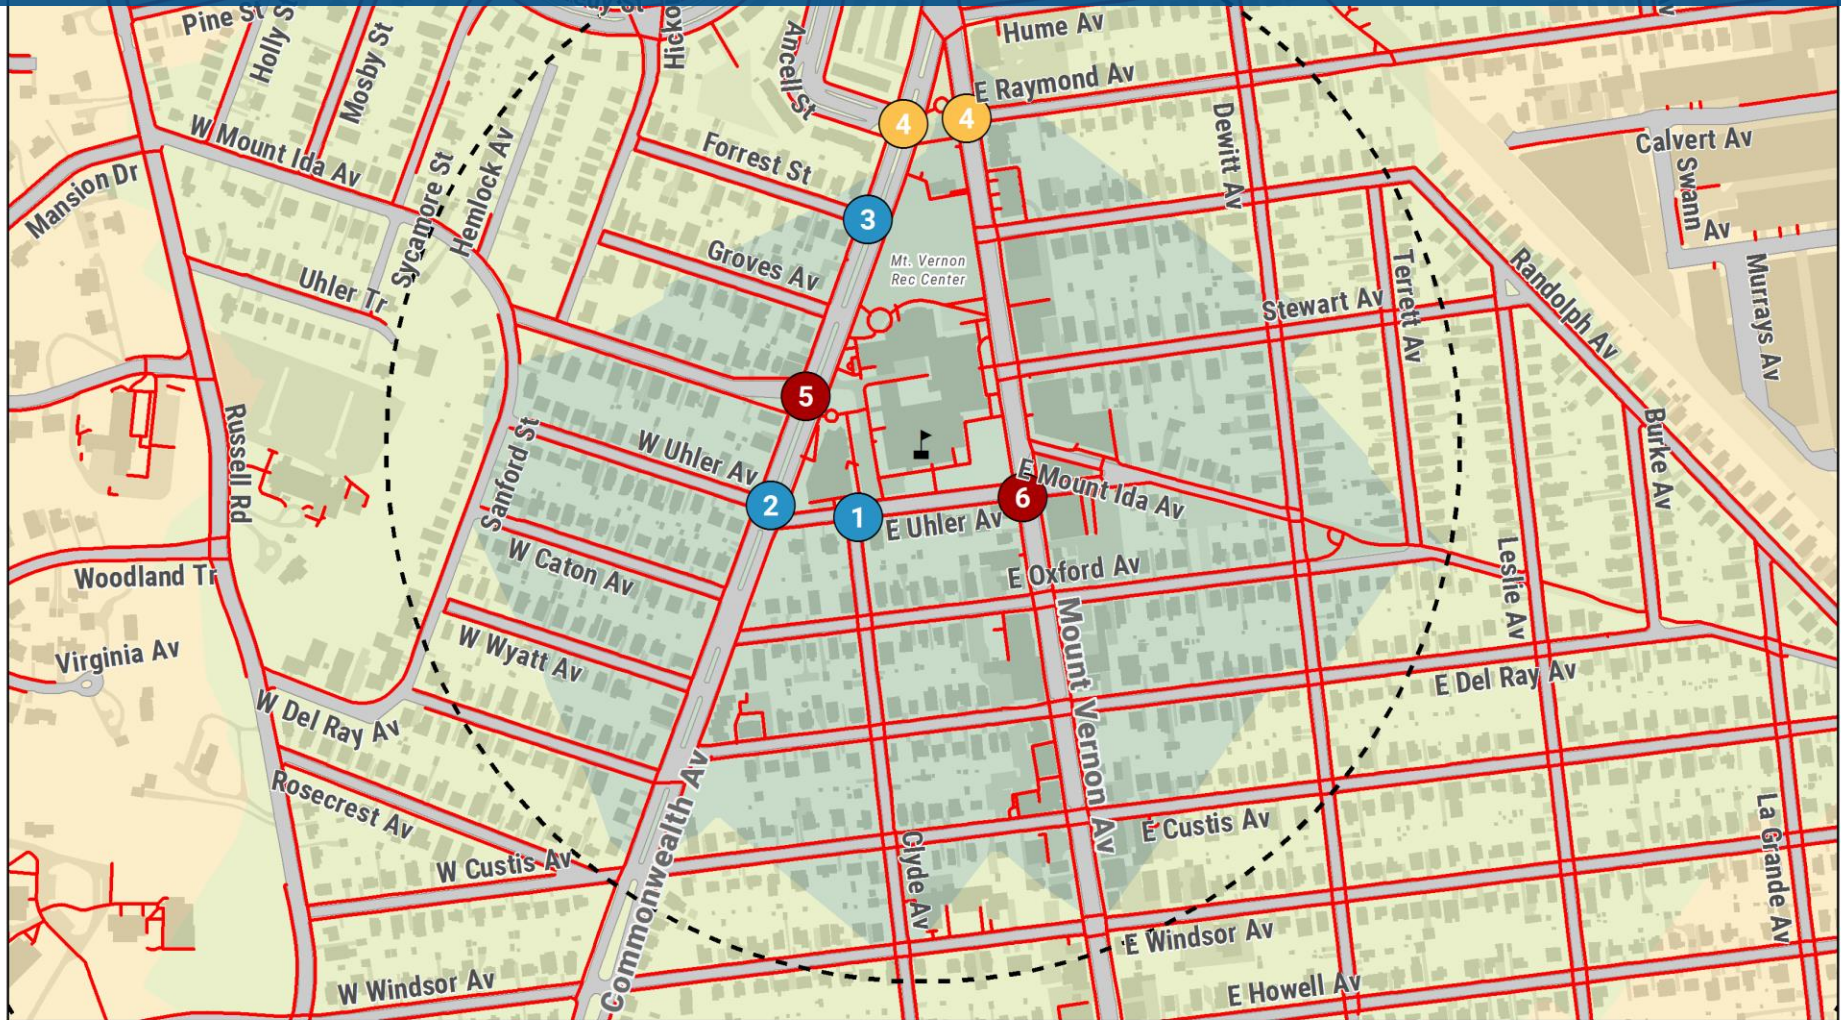 Pine St
Holly St
Mosby St
Ancell St
Hume Av
E Raymond Av
4
4
Dewitt Av
Calvert Av
Swann
Av
W Mount Ida Av
Mansion Dr
Sycamore St
Hemlock Av
Forrest St
3
Groves Av
Mt. Vernon
Rec Center
Uhler Tr
Stewart Av
Terrett Av
Randolph Av
Murrays Av
5
Russell Rd
Sanford St
W Uhler Av
2
1
E Uhler Av
6
E Mount Ida Av
Burke Av
W Caton Av
E Oxford Av
Leslie Av
Woodland Tr
Virginia Av
W Wyatt Av
Mount Vernon Av
E Del Ray Av
W Del Ray Av
Rosecrest Av
Commonwealth Av
W Custis Av
Clyde Av
E Custis Av
La Grande Av
E Windsor Av
W Windsor Av
E Howell Av